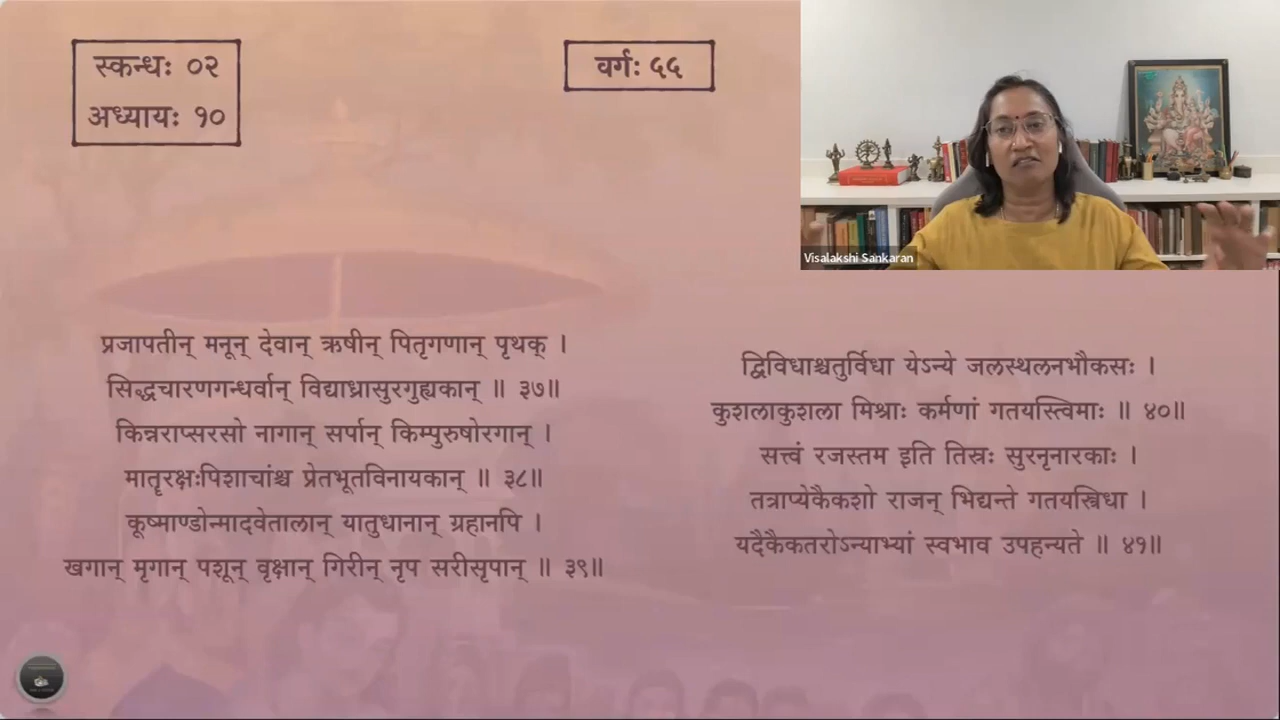 स्कन्धः ०२
अध्यायः १०
वर्गः ५५
Visalakshi Sankaran
प्रजापतीन् मनून् देवान् ऋषीन् पितृगणान् पृथक् ।
सिद्धचारणगन्धर्वान् विद्याध्रासुरगुह्यकान् ॥ ३७॥
किन्नराप्सरसो नागान् सर्पान् किम्पुरुषोरगान् ।
मातॄरक्षःपिशाचांश्च प्रेतभूतविनायकान् ॥ ३८॥
कूष्माण्डोन्मादवेतालान् यातुधानान् ग्रहानपि ।
खगान् मृगान् पशून् वृक्षान् गिरीन् नृप सरीसृपान् ॥ ३९॥
द्विविधाश्चतुर्विधा येऽन्ये जलस्थलनभौकसः ।
कुशलाकुशला मिश्राः कर्मणां गतयस्त्विमाः ॥ ४०॥
सत्त्वं रजस्तम इति तिस्रः सुरनृनारकाः ।
तत्राप्येकैकशो राजन् भिद्यन्ते गतयस्त्रिधा ।
यदैकैकतरोऽन्याभ्यां स्वभाव उपहन्यते ॥ ४१॥